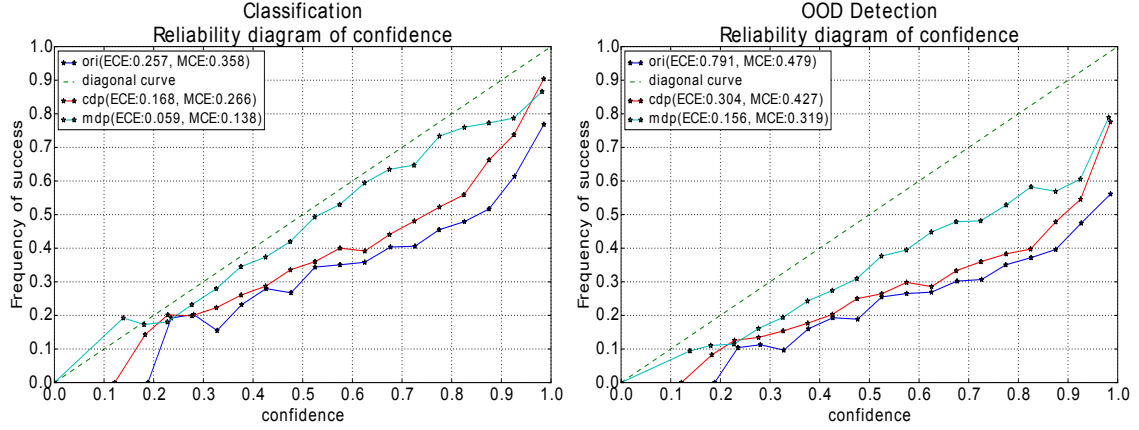 Classification
Reliability diagram of confidence
1.0
0.9
0.8
0.7
0.6
0.5
0.4
0.3
0.2
0.1
0.0
Frequency of success
ori(ECE:0.257, MCE:0.358)
diagonal curve
cdp(ECE:0.168, MCE:0.266)
mdp(ECE:0.059, MCE:0.138)
0.0 0.1 0.2 0.3 0.4 0.5 0.6 0.7 0.8 0.9 1.0
confidence
OOD Detection
Reliability diagram of confidence
1.0
0.9
0.8
0.7
0.6
0.5
0.4
0.3
0.2
0.1
0.0
Frequency of success
ori(ECE:0.791, MCE:0.479)
diagonal curve
cdp(ECE:0.304, MCE:0.427)
mdp(ECE:0.156, MCE:0.319)
0.0 0.1 0.2 0.3 0.4 0.5 0.6 0.7 0.8 0.9 1.0
confidence